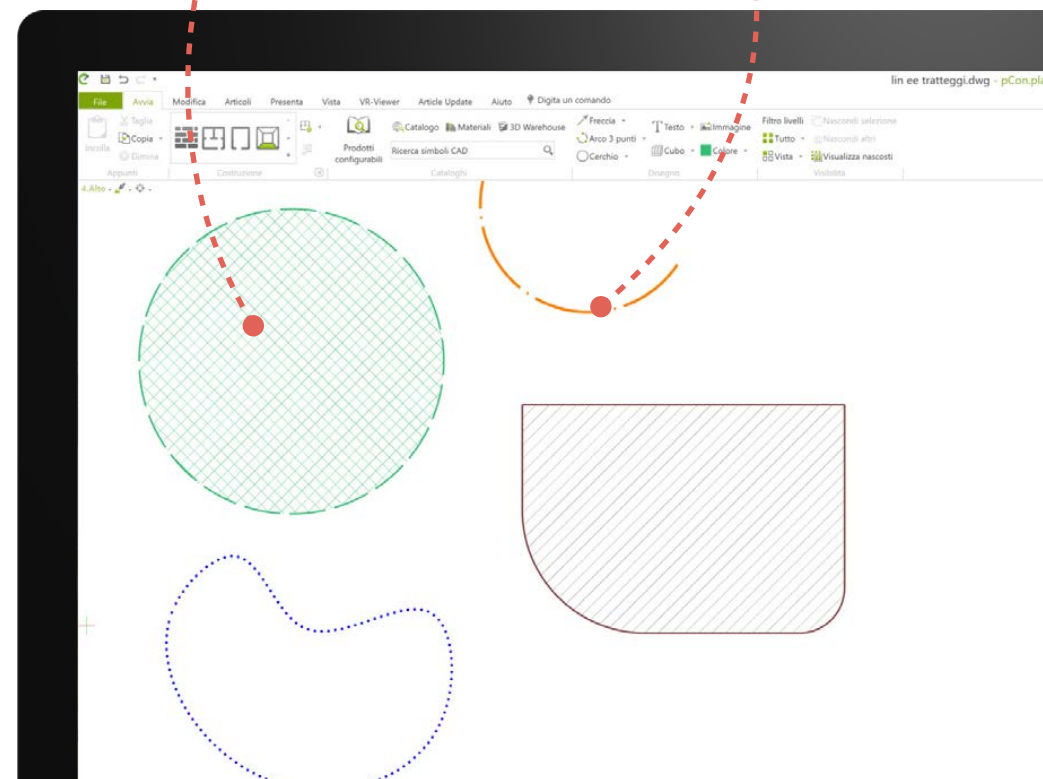 lin ee tratteggi.dwg - pCon.pla
File Avvia Modifica Articoli Presenta Vista VR-Viewer Article Update Aiuto Digita un comando
Taglia
Copia
Incolla
Elimina
Appunti
Costruzione
Prodotti
configurabili
Catalogo Materiali 3D Warehouse
Ricerca simboli CAD
Cataloghi
Freccia
Arco 3 punti
Cerchio
Testo Immagine
Cubo Colore
Disegno
Filtro livelli Nascondi selezione
Tutto Nascondi altri
Vista Visualizza nascosti
Visibilità
4.Alto